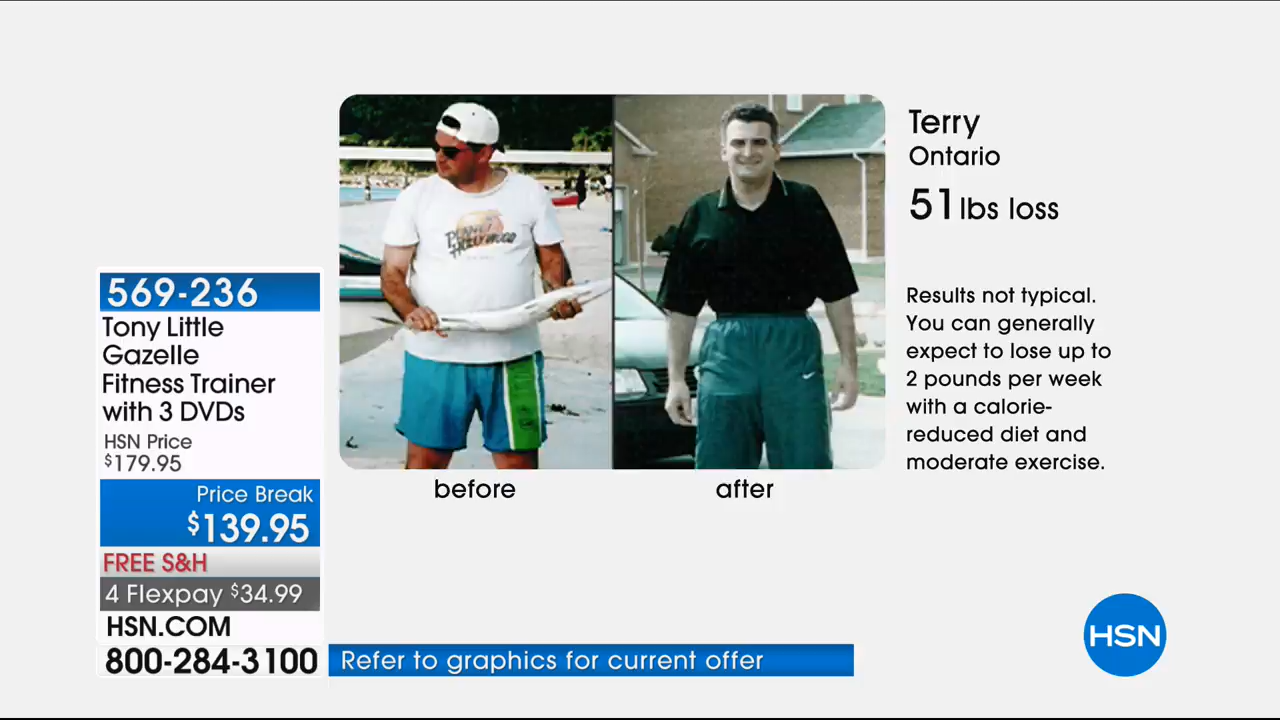 Terry
Ontario
51 lbs loss
Results not typical.
You can generally
expect to lose up to
2 pounds per week
with a calorie-
reduced diet and
moderate exercise.
PLANET
HOLLYWOOD
before
after
569-236
Tony Little
Gazelle
Fitness Trainer
with 3 DVDs
HSN Price
$179.95
Price Break
$139.95
FREE S&H
4 Flexpay $34.99
HSN.COM
800-284-3100
Refer to graphics for current offer
HSN